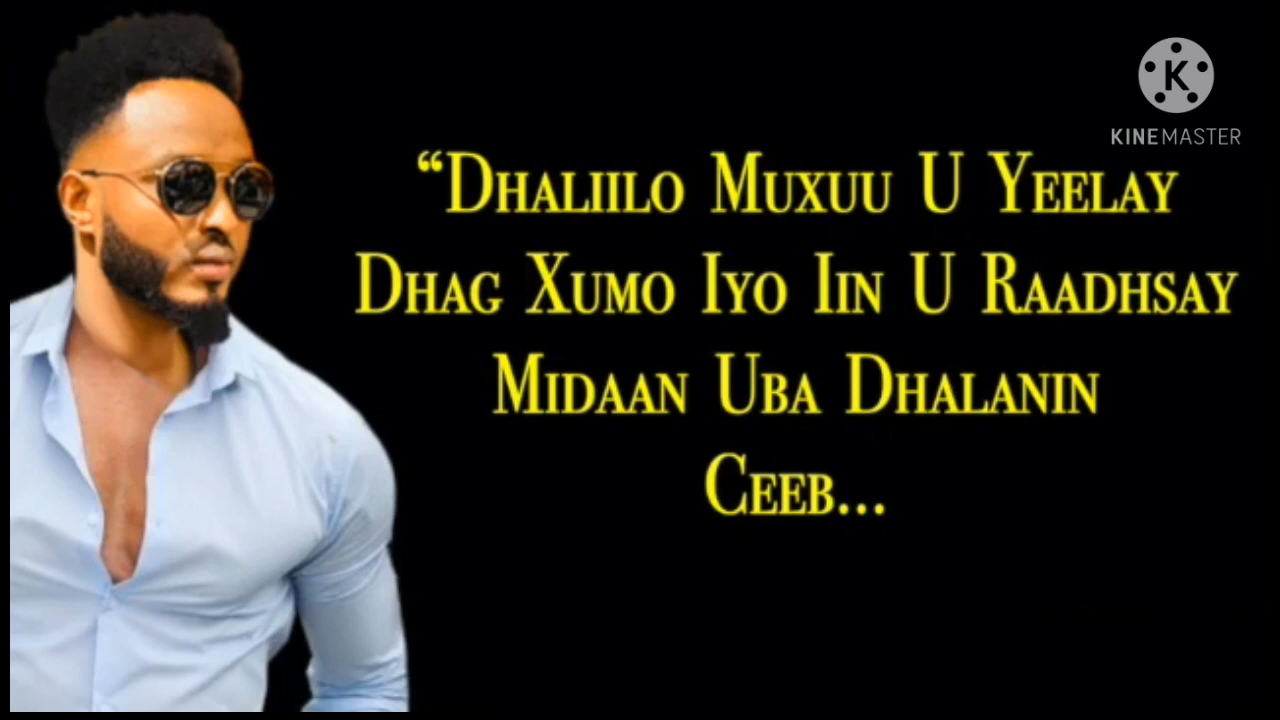 “Dhaliilo Muxuu U Yeelay
Dhag Xumo Iyo Iin U Raadhsay
Midaan Uba Dhalanin
Ceeb...
K
KINEMASTER